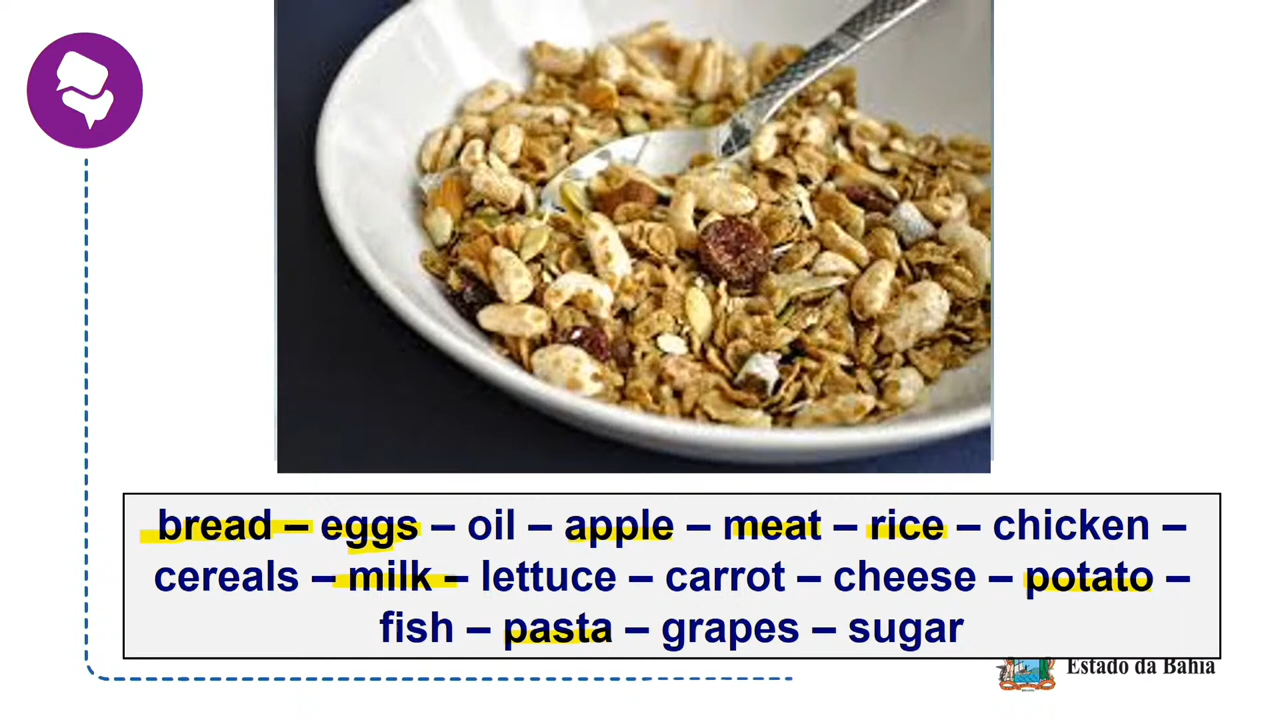 bread – eggs – oil – apple – meat – rice – chicken –
cereals – milk – lettuce – carrot – cheese – potato –
fish – pasta – grapes – sugar
Estado da Bahia